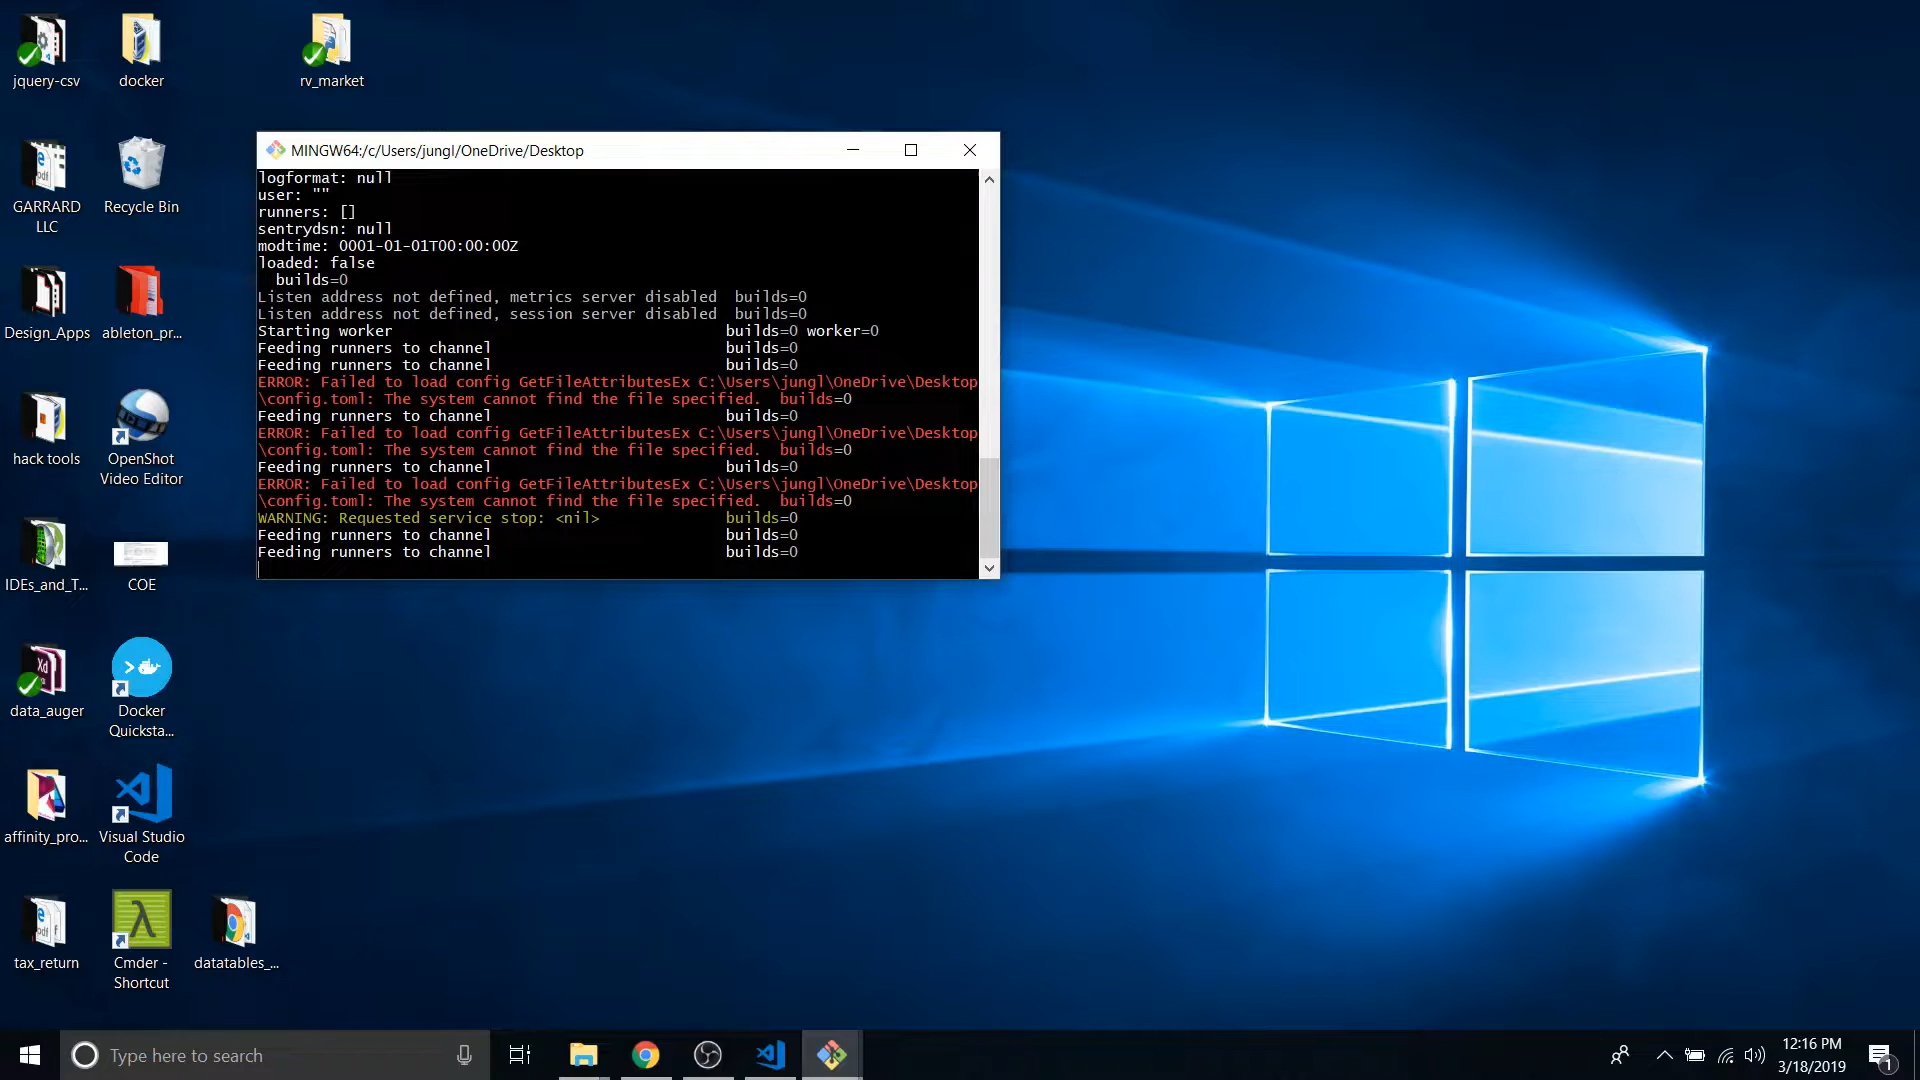 jquery-csv
docker
rv_market
GARRARD
LLC
Recycle Bin
Design_Apps
ableton_pr...
hack tools
OpenShot
Video Editor
IDEs_and_T...
COE
data_auger
Docker
Quicksta...
affinity_pro...
Visual Studio
Code
tax_return
Cmder -
Shortcut
datatables_...
MINGW64:/c/Users/jungl/OneDrive/Desktop
logformat: null
user: ""
runners: []
sentrydsn: null
modtime: 0001-01-01T00:00:00Z
loaded: false
builds=0
Listen address not defined, metrics server disabled builds=0
Listen address not defined, session server disabled builds=0
Starting worker builds=0 worker=0
Feeding runners to channel builds=0
Feeding runners to channel builds=0
ERROR: Failed to load config GetFileAttributesEx C:\Users\jungl\OneDrive\Desktop
\config.toml: The system cannot find the file specified. builds=0
Feeding runners to channel builds=0
ERROR: Failed to load config GetFileAttributesEx C:\Users\jungl\OneDrive\Desktop
\config.toml: The system cannot find the file specified. builds=0
Feeding runners to channel builds=0
ERROR: Failed to load config GetFileAttributesEx C:\Users\jungl\OneDrive\Desktop
\config.toml: The system cannot find the file specified. builds=0
WARNING: Requested service stop: <nil> builds=0
Feeding runners to channel builds=0
Feeding runners to channel builds=0
Type here to search
12:16 PM
3/18/2019
1